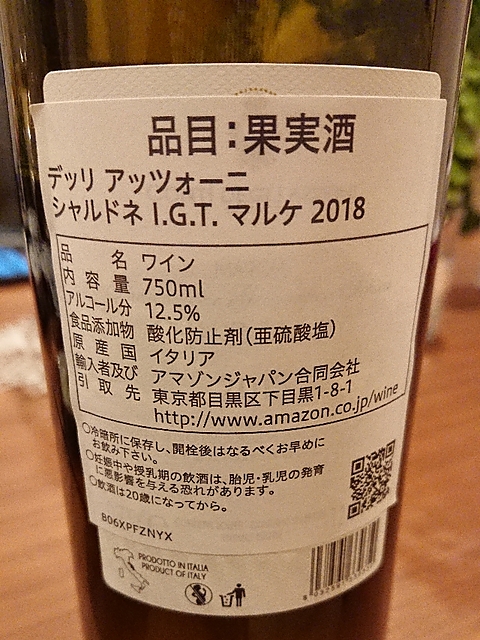 品目：果実酒
デッリ アッツォーニ
シャルドネ I.G.T. マルケ 2018
品名 ワイン
内容量 750ml
アルコール分 12.5%
食品添加物 酸化防止剤（亜硫酸塩）
原産国 イタリア
輸入者及び アマゾンジャパン合同会社
引取先 東京都目黒区下目黒1-8-1
http://www.amazon.co.jp/wine
○冷暗所に保存し、開栓後はなるべくお早めに
お飲み下さい。
○妊娠中や授乳期の飲酒は、胎児・乳児の発育
に悪影響を与える恐れがあります。
○飲酒は20歳になってから。
B06XPFZNYX
PRODOTTO IN ITALIA
PRODUCT OF ITALY